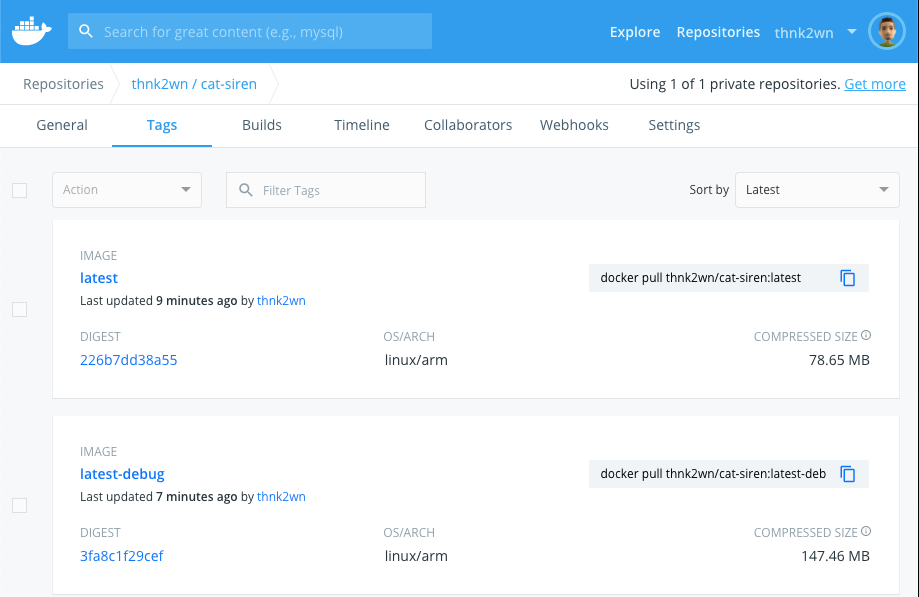 Search for great content (e.g., mysql)
Explore Repositories thnk2wn
Repositories thnk2wn / cat-siren Using 1 of 1 private repositories. Get more
General Tags Builds Timeline Collaborators Webhooks Settings
Action Filter Tags Sort by Latest
IMAGE
latest docker pull thnk2wn/cat-siren:latest
Last updated 9 minutes ago by thnk2wn
DIGEST OS/ARCH COMPRESSED SIZE
226b7dd38a55 linux/arm 78.65 MB
IMAGE
latest-debug docker pull thnk2wn/cat-siren:latest-deb
Last updated 7 minutes ago by thnk2wn
DIGEST OS/ARCH COMPRESSED SIZE
3fa8c1f29cef linux/arm 147.46 MB